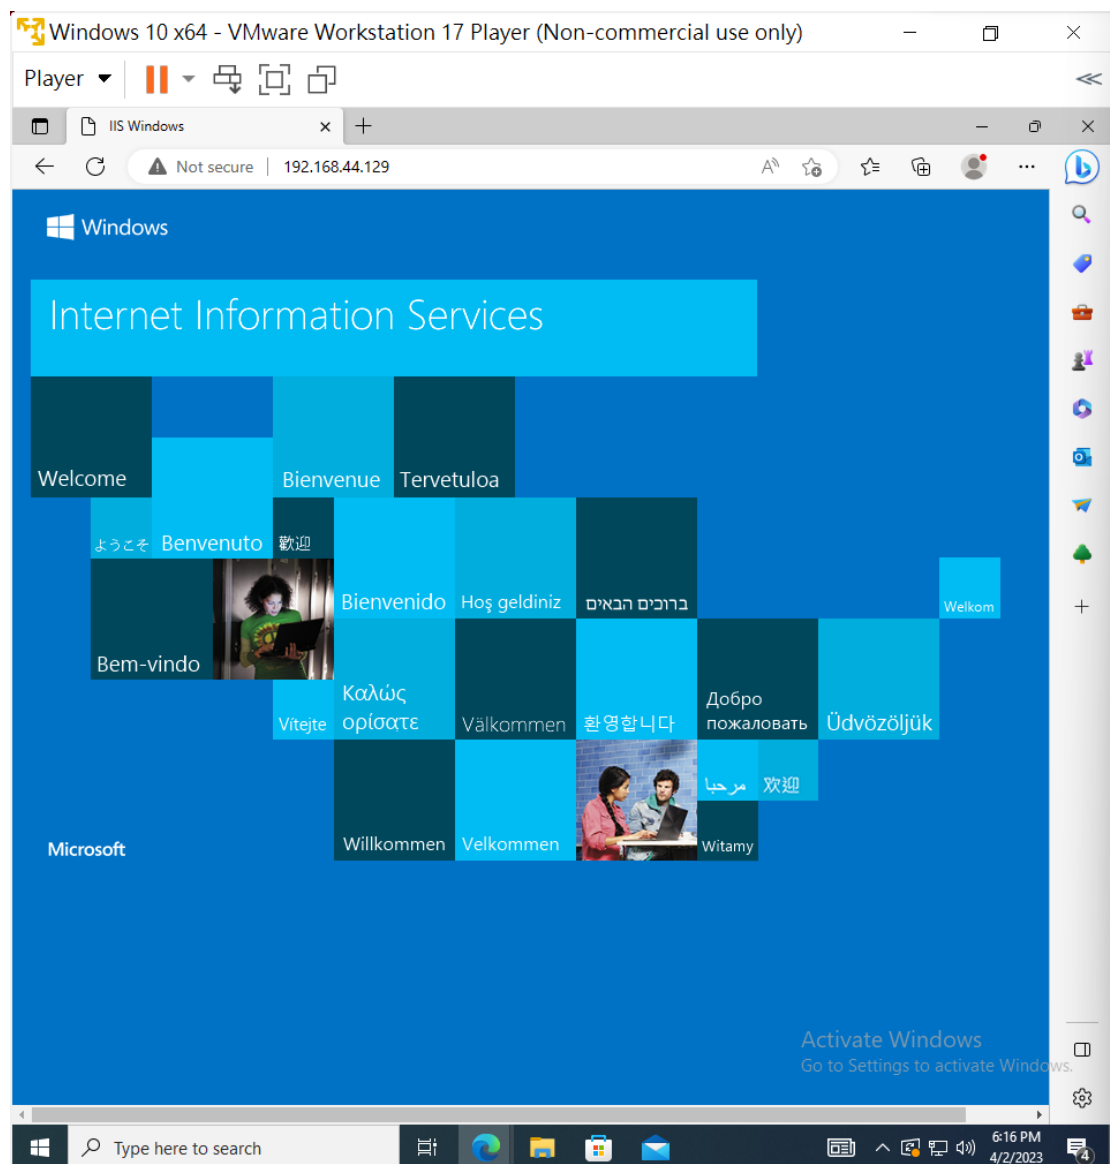 Windows 10 x64 - VMware Workstation 17 Player (Non-commercial use only)
Player
IIS Windows
Not secure
192.168.44.129
Windows
Internet Information Services
Welcome
Bienvenue
Tervetuloa
ようこそ
Benvenuto
歡迎
Bienvenido
Hoş geldiniz
ברוכים הבאים
Welkom
Bem-vindo
Vítejte
Καλώς
ορίσατε
Välkommen
환영합니다
Добро
пожаловать
Üdvözöljük
مرحبا
欢迎
Microsoft
Willkommen
Velkommen
Witamy
Activate Windows
Go to Settings to activate Windows.
Type here to search
6:16 PM
4/2/2023
4